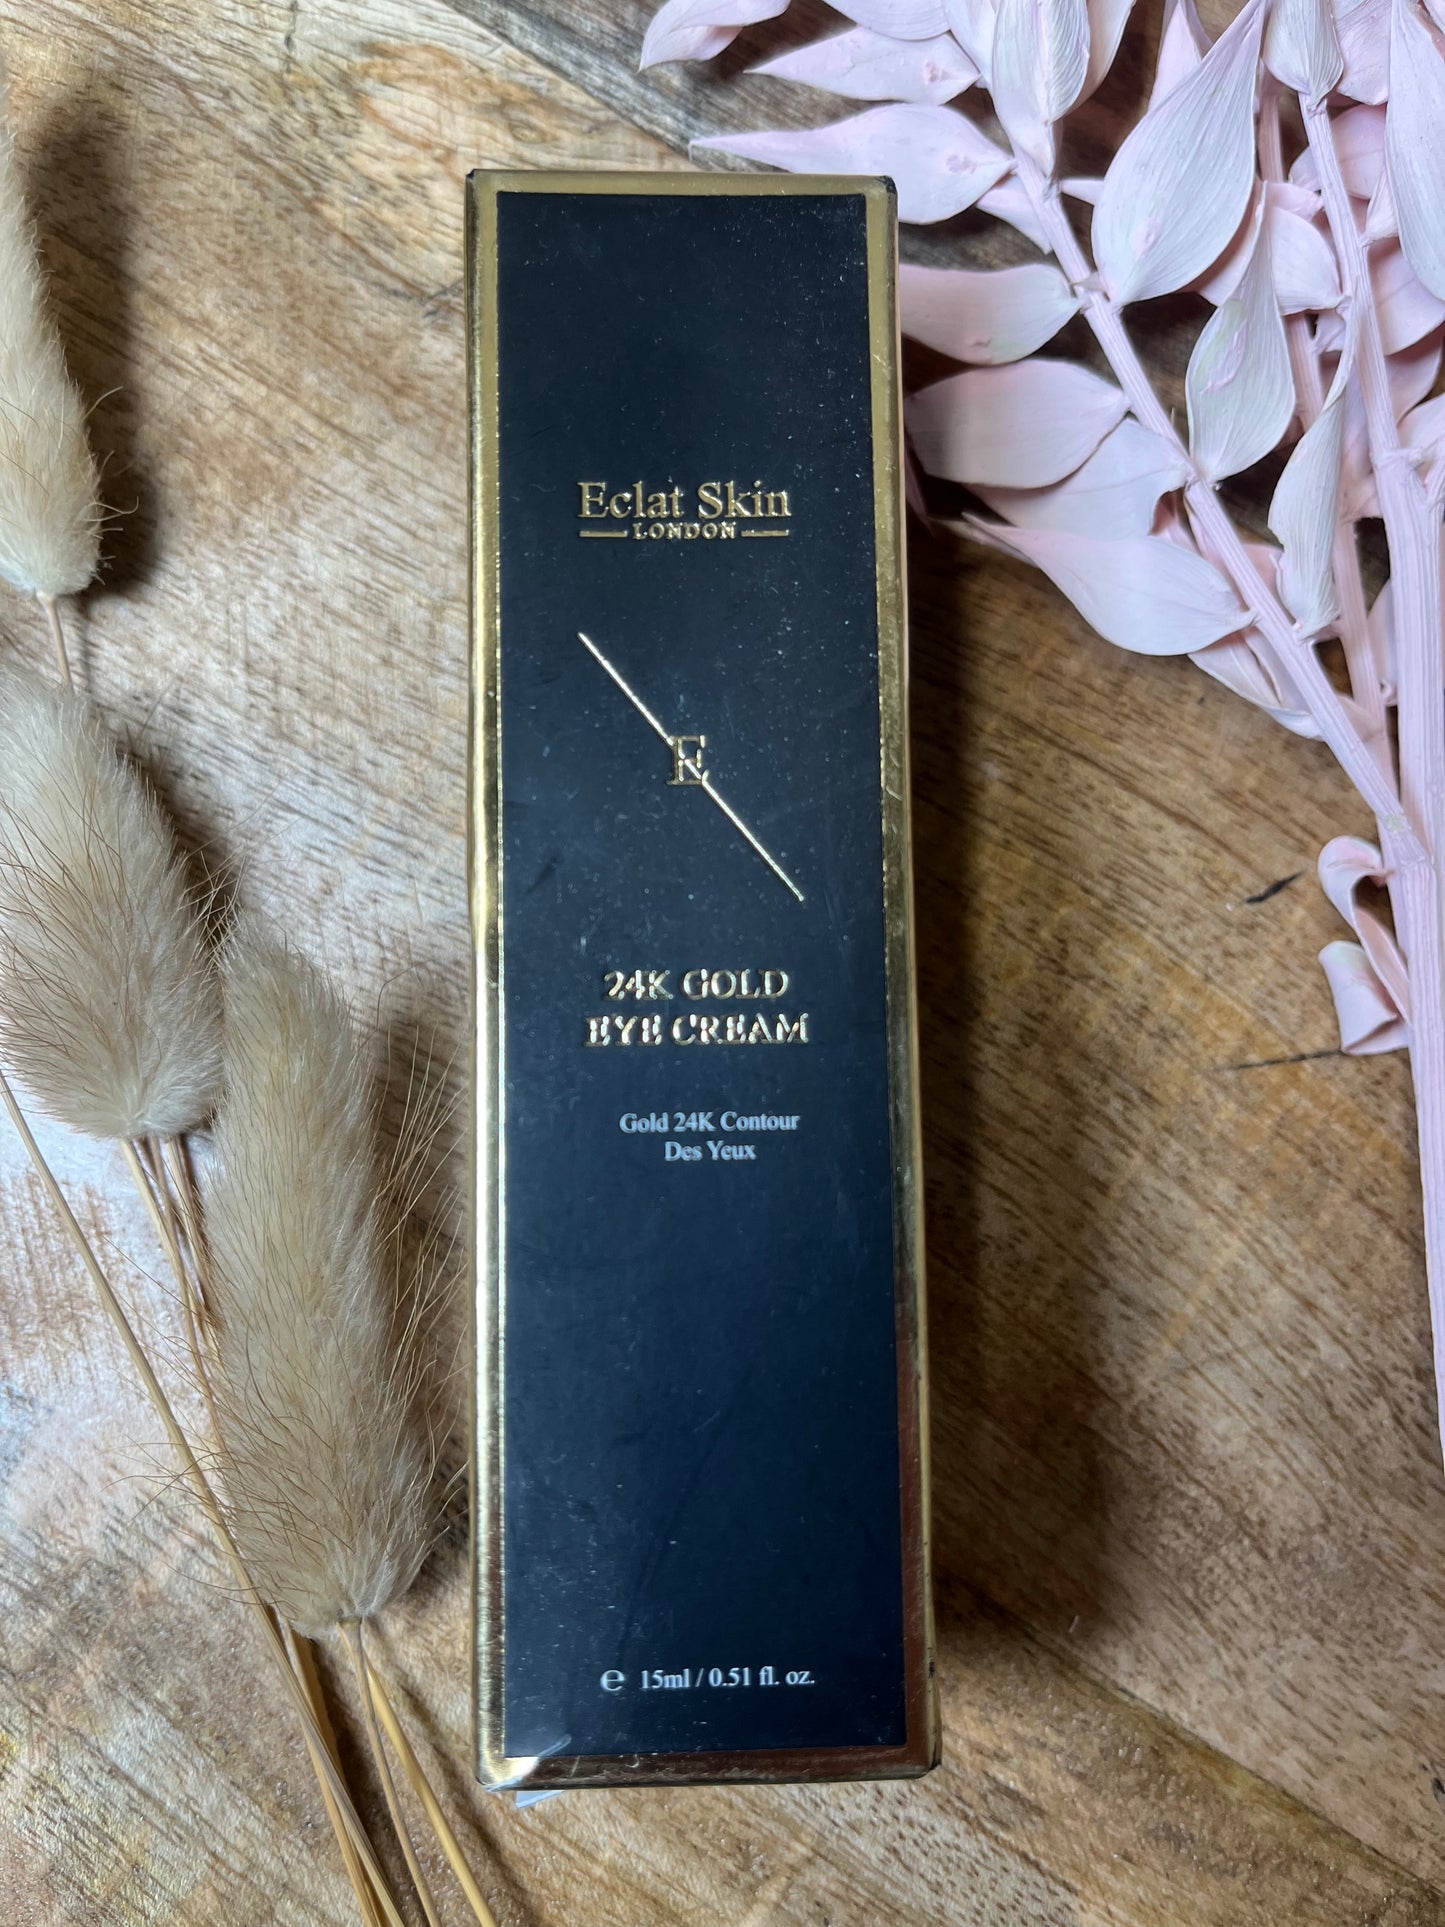 Eclat Skin
LONDON
E
24K GOLD
EYE CREAM
Gold 24K Contour
Des Yeux
℮ 15ml / 0.51 fl. oz.